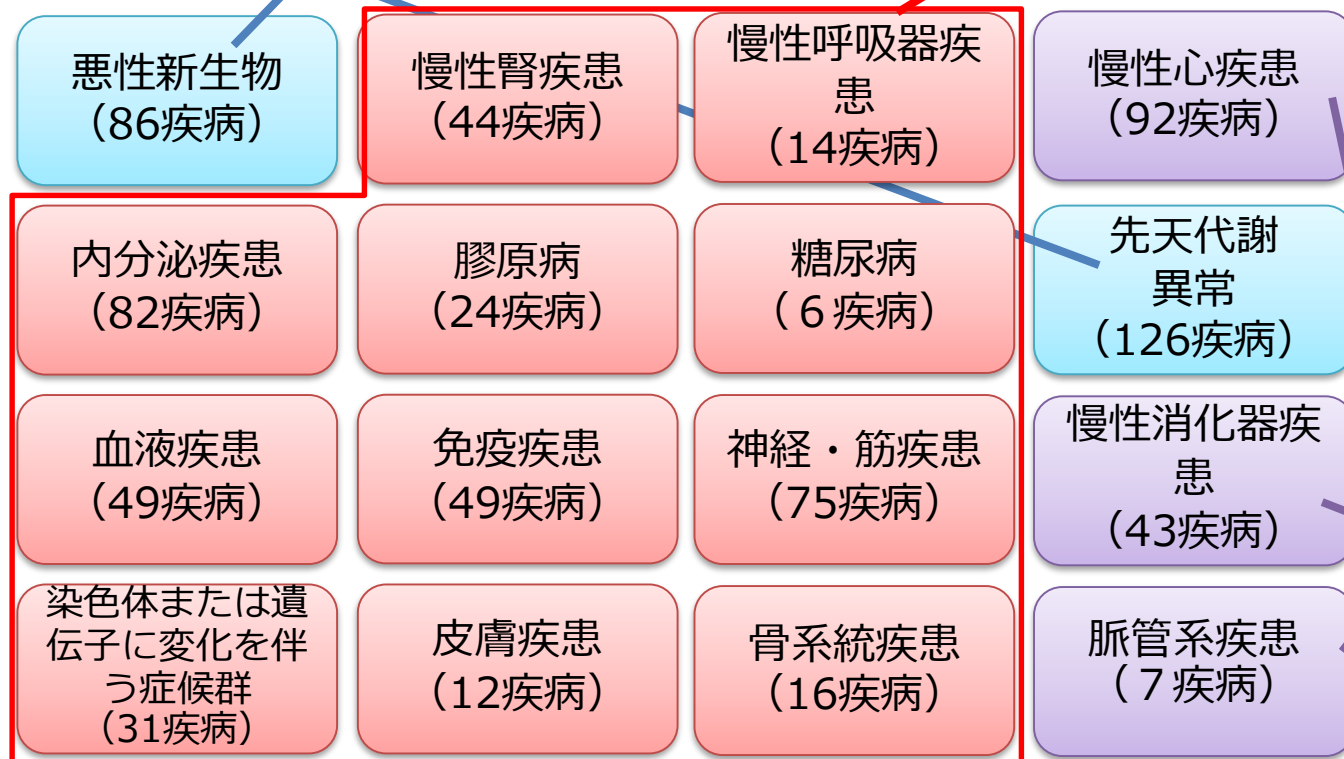 悪性新生物
（86疾病）
慢性腎疾患
（44疾病）
慢性呼吸器疾
患
（14疾病）
慢性心疾患
（92疾病）
内分泌疾患
（82疾病）
膠原病
（24疾病）
糖尿病
（６疾病）
先天代謝
異常
（126疾病）
血液疾患
（49疾病）
免疫疾患
（49疾病）
神経・筋疾患
（75疾病）
慢性消化器疾
患
（43疾病）
染色体または遺
伝子に変化を伴
う症候群
（31疾病）
皮膚疾患
（12疾病）
骨系統疾患
（16疾病）
脈管系疾患
（７疾病）